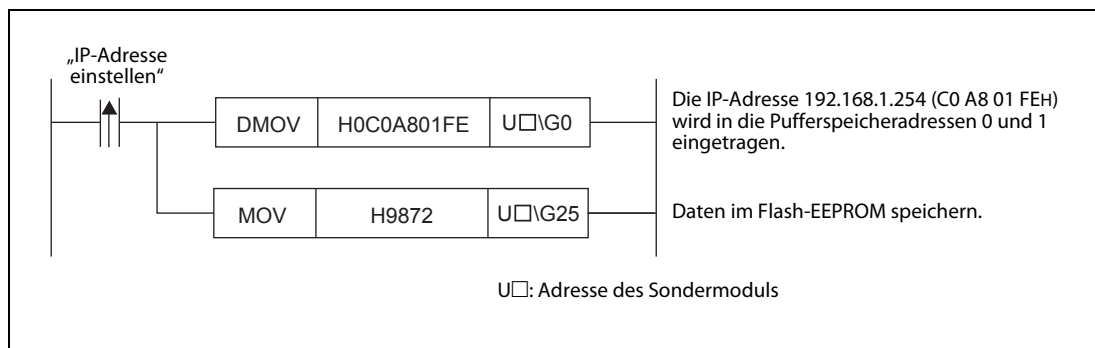 „IP-Adresse
einstellen“
DMOV H0C0A801FE U□\G0
Die IP-Adresse 192.168.1.254 (C0 A8 01 FEH)
wird in die Pufferspeicheradressen 0 und 1
eingetragen.
MOV H9872 U□\G25
Daten im Flash-EEPROM speichern.
U□: Adresse des Sondermoduls